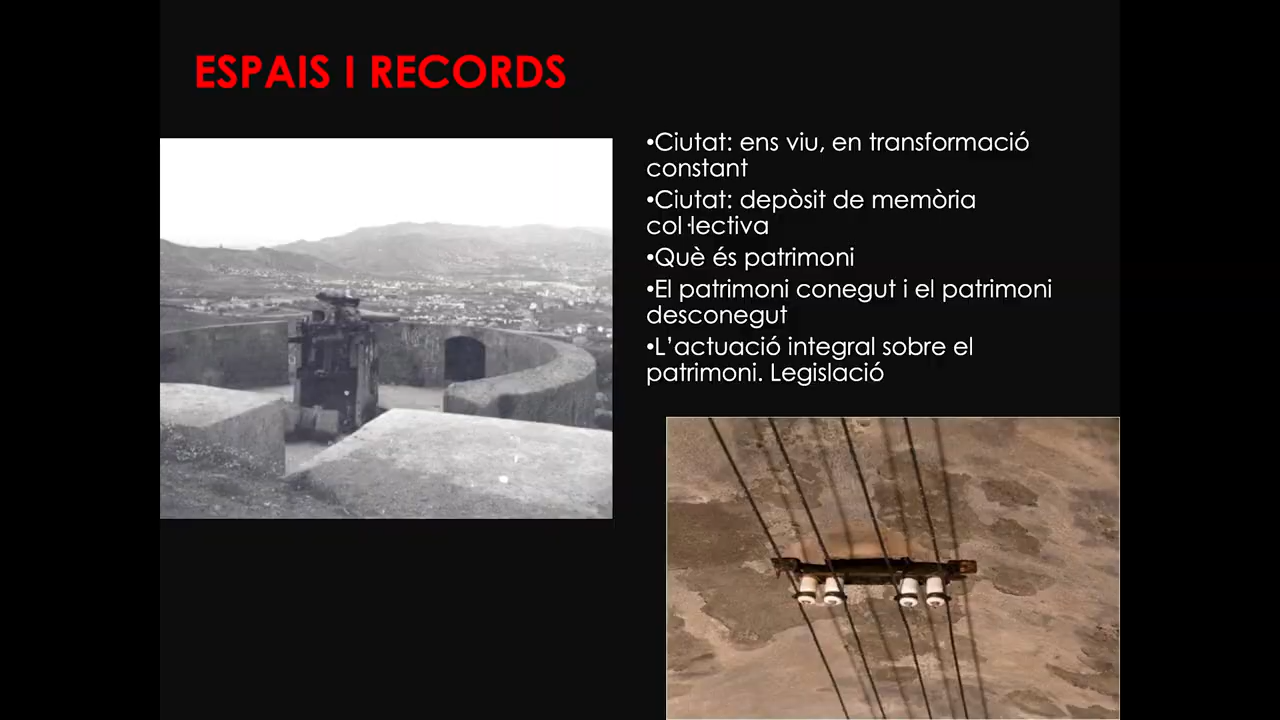 ESPAIS I RECORDS
•Ciutat: ens viu, en transformació
constant
•Ciutat: depòsit de memòria
col·lectiva
•Què és patrimoni
•El patrimoni conegut i el patrimoni
desconegut
•L’actuació integral sobre el
patrimoni. Legislació